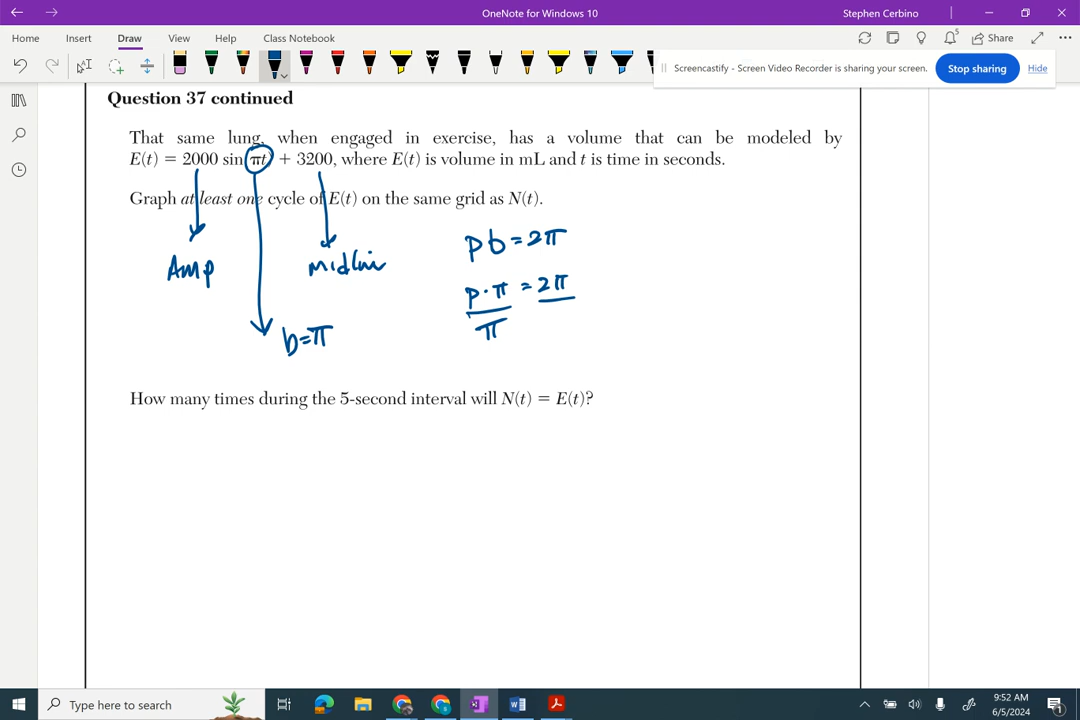 OneNote for Windows 10
Stephen Cerbino
Home Insert Draw View Help Class Notebook
Share
Screencastify - Screen Video Recorder is sharing your screen.
Stop sharing
Hide
Question 37 continued
That same lung, when engaged in exercise, has a volume that can be modeled by
E(t) = 2000 sin(πt) + 3200, where E(t) is volume in mL and t is time in seconds.
Graph at least one cycle of E(t) on the same grid as N(t).
pb=2π
Amp
midlin
p·π = 2π
π
b=π
How many times during the 5-second interval will N(t) = E(t)?
Type here to search
9:52 AM
6/5/2024